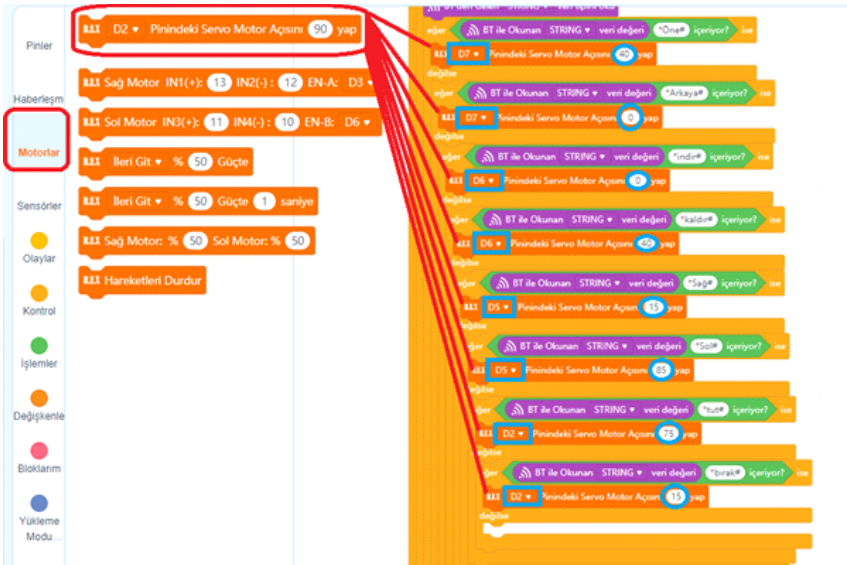 Pinler
Haberleşm
Motorlar
Sensörler
Olaylar
Kontrol
İşlemler
Değişkenle
Bloklarım
Yükleme
Modu...
R.E.X D2 ▾ Pinindeki Servo Motor Açısını 90 yap
R.E.X Sağ Motor IN1(+): 13 IN2(-) : 12 EN-A: D3
R.E.X Sol Motor IN3(+): 11 IN4(-) : 10 EN-B: D6 ▾
R.E.X İleri Git ▾ % 50 Güçte
R.E.X İleri Git ▾ % 50 Güçte 1 saniye
R.E.X Sağ Motor: % 50 Sol Motor: % 50
R.E.X Hareketleri Durdur
eğer BT ile Okunan STRING ▾ veri değeri *One# içeriyor? ise
R.E.X D7 ▾ Pinindeki Servo Motor Açısını 40 yap
değilse
eğer BT ile Okunan STRING ▾ veri değeri *Arkaya# içeriyor? ise
R.E.X D7 ▾ Pinindeki Servo Motor Açısını 0 yap
değilse
eğer BT ile Okunan STRING ▾ veri değeri *indir# içeriyor? ise
R.E.X D6 ▾ Pinindeki Servo Motor Açısını 0 yap
değilse
eğer BT ile Okunan STRING ▾ veri değeri *kaldır# içeriyor? ise
R.E.X D6 ▾ Pinindeki Servo Motor Açısını 40 yap
değilse
eğer BT ile Okunan STRING ▾ veri değeri *Sağ# içeriyor? ise
R.E.X D5 ▾ Pinindeki Servo Motor Açısını 15 yap
değilse
eğer BT ile Okunan STRING ▾ veri değeri *Sol# içeriyor? ise
R.E.X D5 ▾ Pinindeki Servo Motor Açısını 85 yap
değilse
eğer BT ile Okunan STRING ▾ veri değeri *tut# içeriyor? ise
R.E.X D2 ▾ Pinindeki Servo Motor Açısını 75 yap
değilse
eğer BT ile Okunan STRING ▾ veri değeri *bırak# içeriyor? ise
R.E.X D2 ▾ Pinindeki Servo Motor Açısını 15 yap
değilse